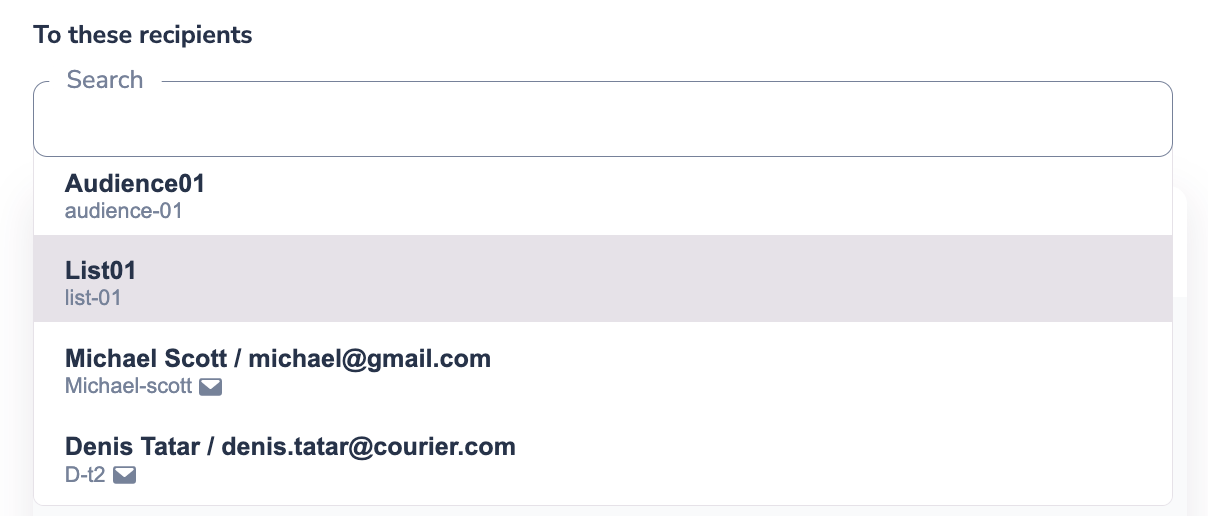 To these recipients
Search
Audience01
audience-01
List01
list-01
Michael Scott / michael@gmail.com
Michael-scott
Denis Tatar / denis.tatar@courier.com
D-t2